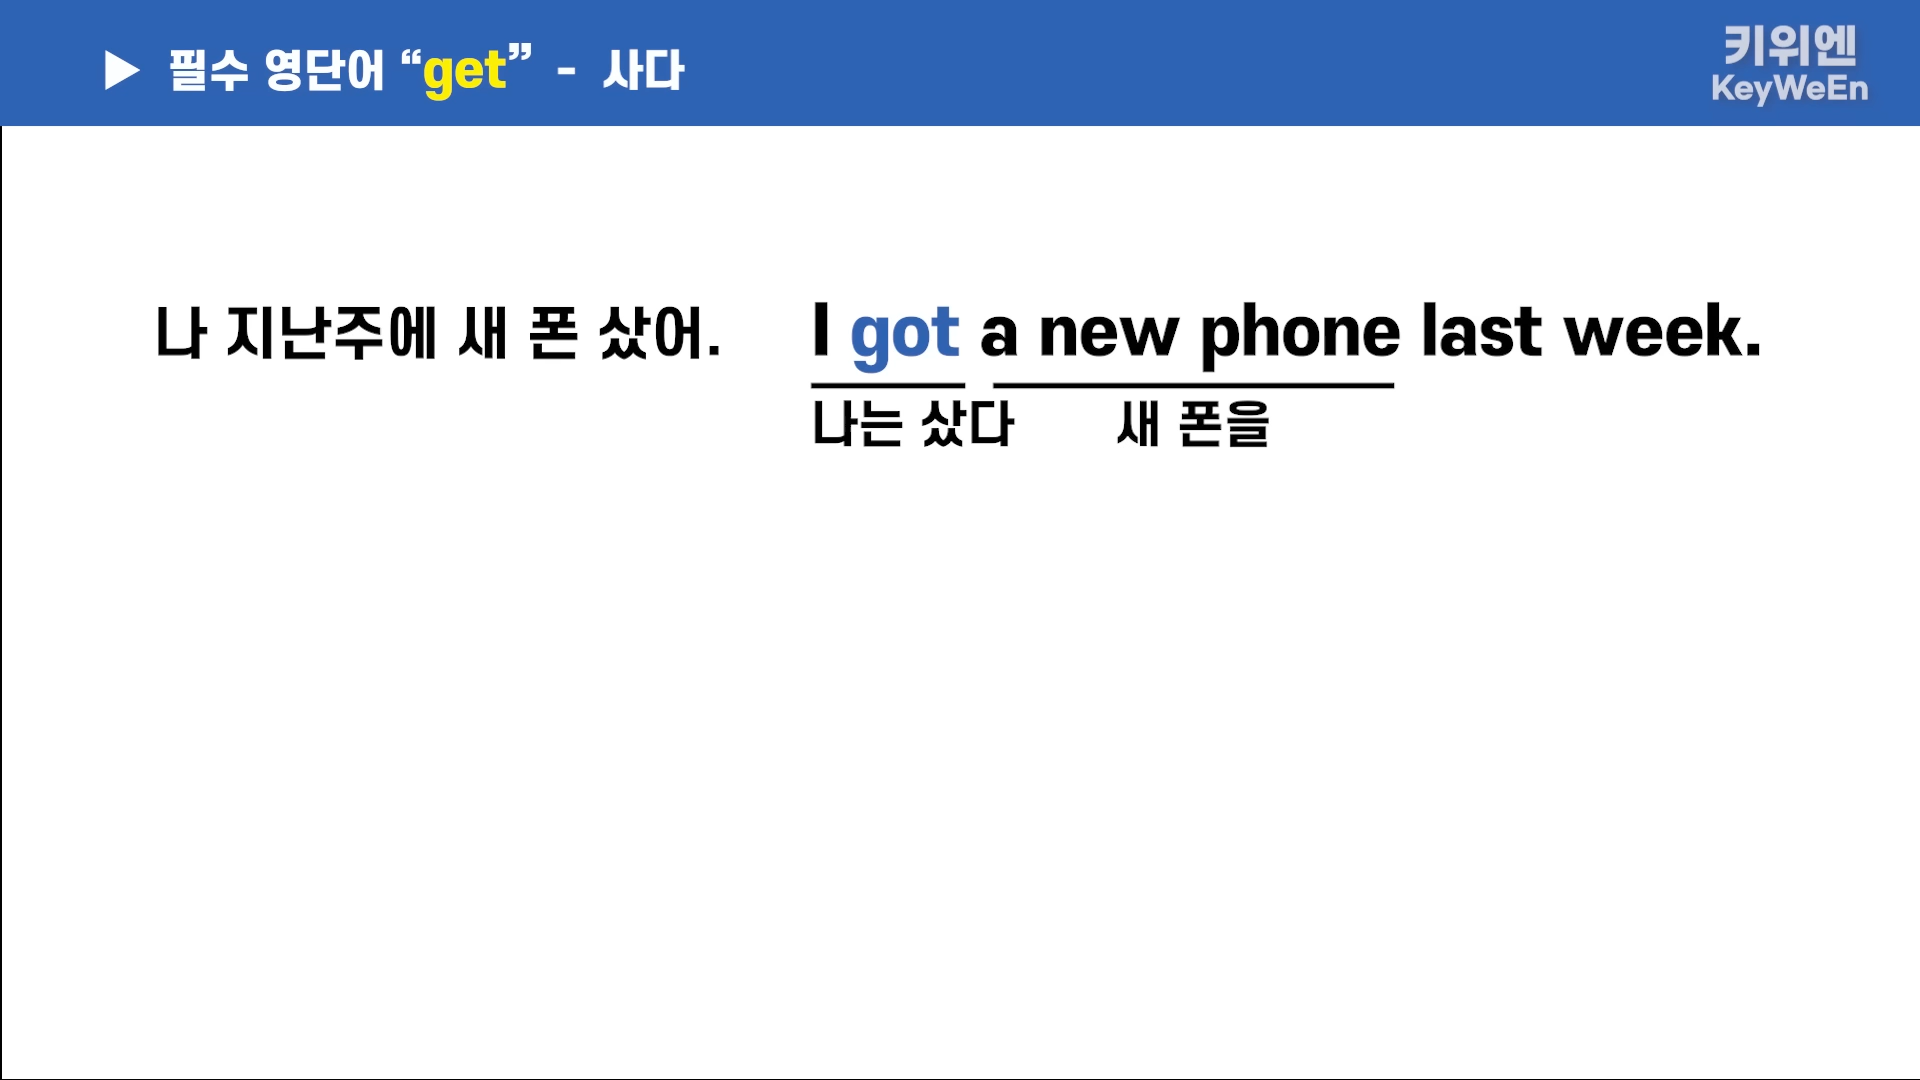 ▶ 필수 영단어 “get” - 사다
키위엔
KeyWeEn
나 지난주에 새 폰 샀어. I got a new phone last week.
나는 샀다 새 폰을